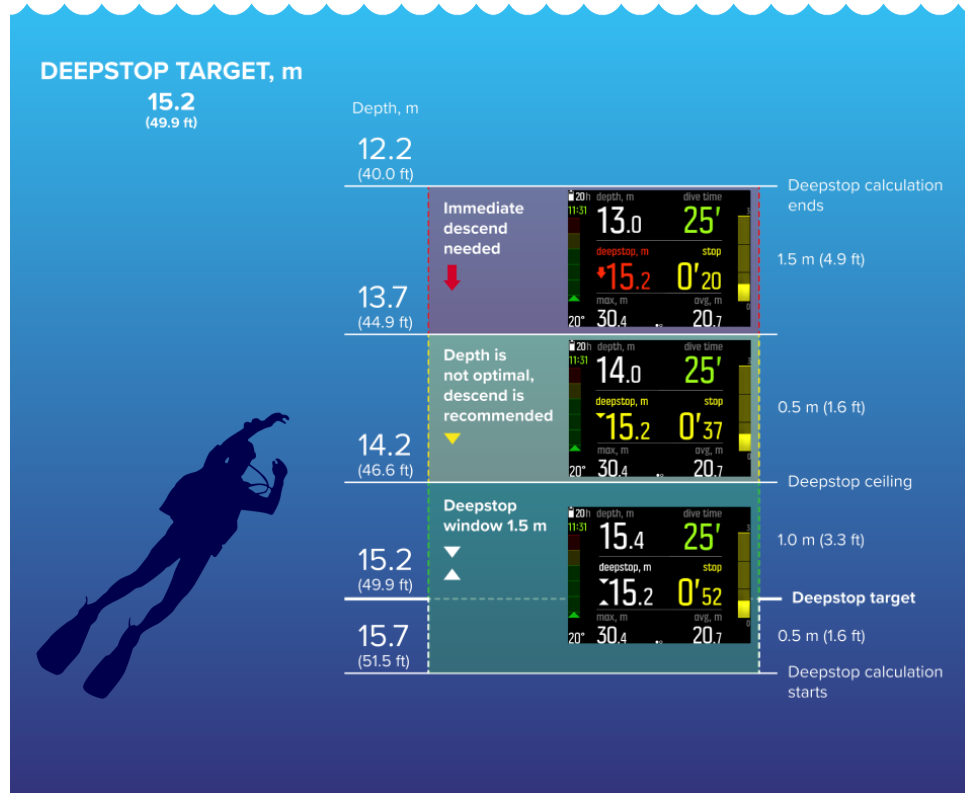 DEEPSTOP TARGET, m
15.2
(49.9 ft)
Depth, m
12.2
(40.0 ft)
Deepstop calculation
ends
Immediate
descend
needed
20h depth, m dive time
11:31
13.0 25'
deepstop, m stop
15.2 0'20
max, m avg, m
20° 30.4 20.7
3
0
1.5 m (4.9 ft)
13.7
(44.9 ft)
Depth is
not optimal,
descend is
recommended
20h depth, m dive time
11:31
14.0 25'
deepstop, m stop
15.2 0'37
max, m avg, m
20° 30.4 20.7
3
0
0.5 m (1.6 ft)
14.2
(46.6 ft)
Deepstop ceiling
Deepstop
window 1.5 m
20h depth, m dive time
11:31
15.4 25'
deepstop, m stop
15.2 0'52
max, m avg, m
20° 30.4 20.7
3
0
1.0 m (3.3 ft)
15.2
(49.9 ft)
Deepstop target
0.5 m (1.6 ft)
15.7
(51.5 ft)
Deepstop calculation
starts